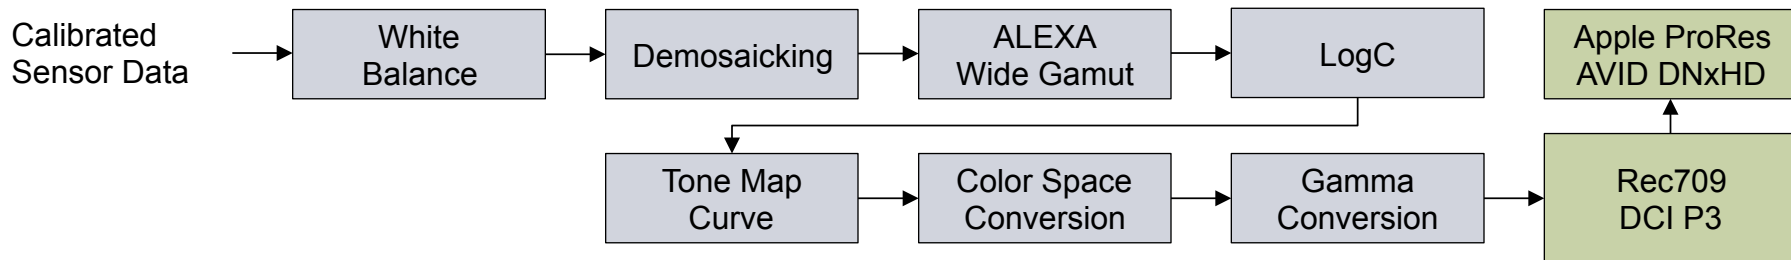 Calibrated
Sensor Data
White
Balance
Demosaicking
ALEXA
Wide Gamut
LogC
Apple ProRes
AVID DNxHD
Tone Map
Curve
Color Space
Conversion
Gamma
Conversion
Rec709
DCI P3